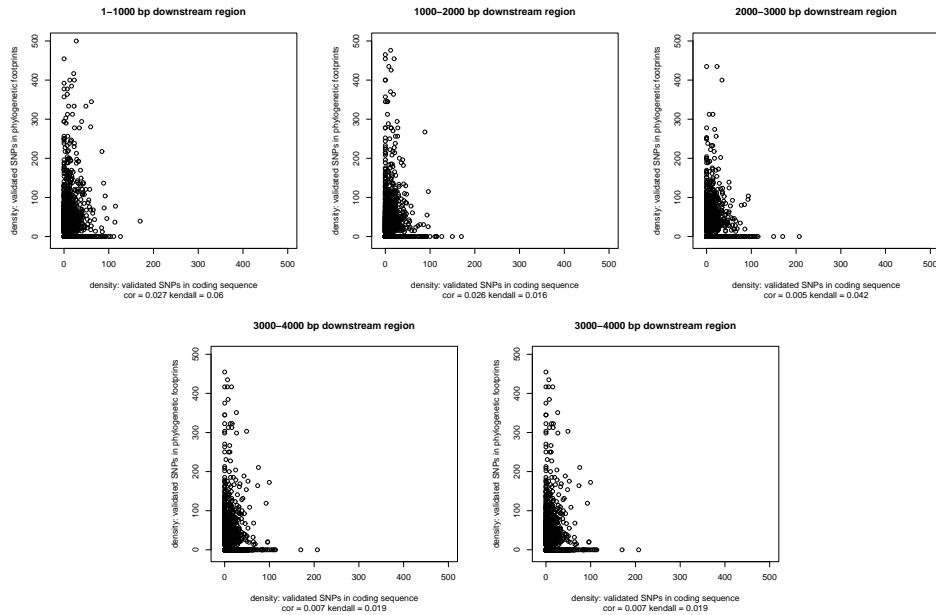 1−1000 bp downstream region
density: validated SNPs in phylogenetic footprints
500
400
300
200
100
0
0 100 200 300 400 500
density: validated SNPs in coding sequence
cor = 0.027 kendall = 0.06
1000−2000 bp downstream region
density: validated SNPs in phylogenetic footprints
500
400
300
200
100
0
0 100 200 300 400 500
density: validated SNPs in coding sequence
cor = 0.026 kendall = 0.016
2000−3000 bp downstream region
density: validated SNPs in phylogenetic footprints
500
400
300
200
100
0
0 100 200 300 400 500
density: validated SNPs in coding sequence
cor = 0.005 kendall = 0.042
3000−4000 bp downstream region
density: validated SNPs in phylogenetic footprints
500
400
300
200
100
0
0 100 200 300 400 500
density: validated SNPs in coding sequence
cor = 0.007 kendall = 0.019
3000−4000 bp downstream region
density: validated SNPs in phylogenetic footprints
500
400
300
200
100
0
0 100 200 300 400 500
density: validated SNPs in coding sequence
cor = 0.007 kendall = 0.019